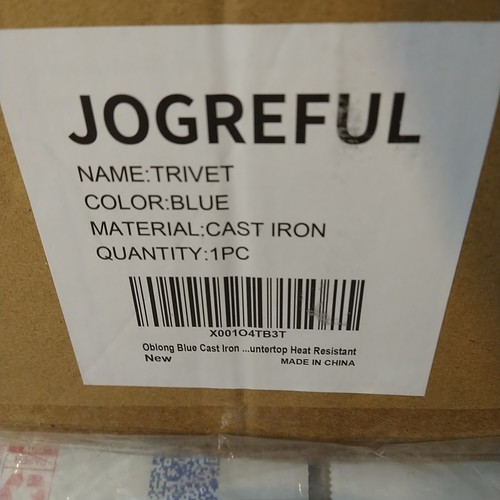 JOGREFUL
NAME:TRIVET
COLOR:BLUE
MATERIAL:CAST IRON
QUANTITY:1PC
X001O4TB3T
Oblong Blue Cast Iron ...untertop Heat Resistant
New
MADE IN CHINA